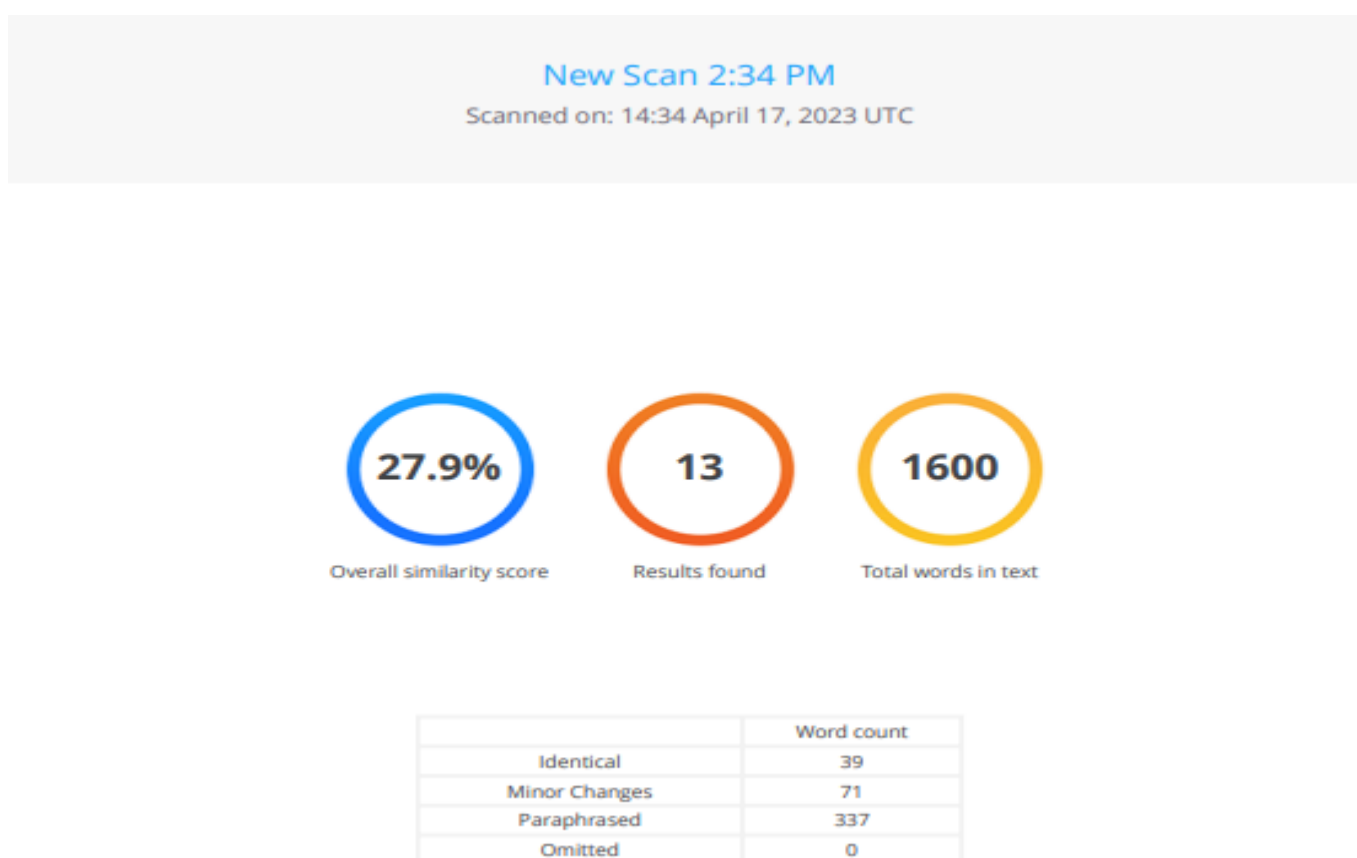 New Scan 2:34 PM
Scanned on: 14:34 April 17, 2023 UTC
27.9% 13 1600
Overall similarity score Results found Total words in text
Word count
Identical 39
Minor Changes 71
Paraphrased 337
Omitted 0